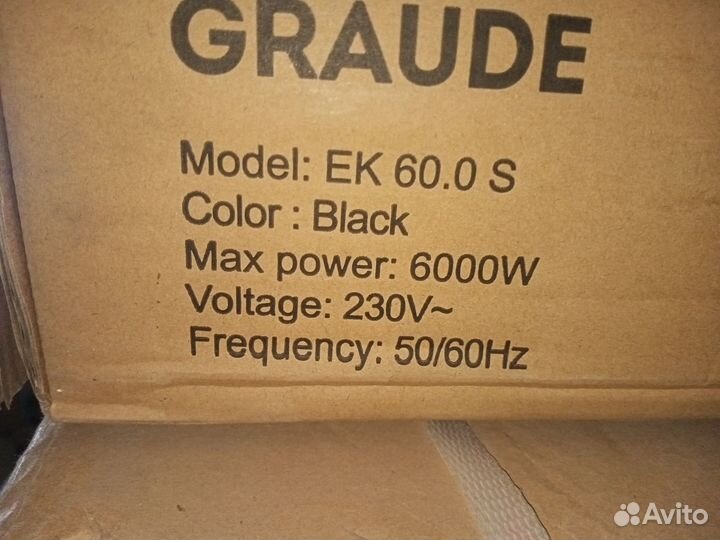 GRAUDE
Model: EK 60.0 S
Color : Black
Max power: 6000W
Voltage: 230V~
Frequency: 50/60Hz
Avito